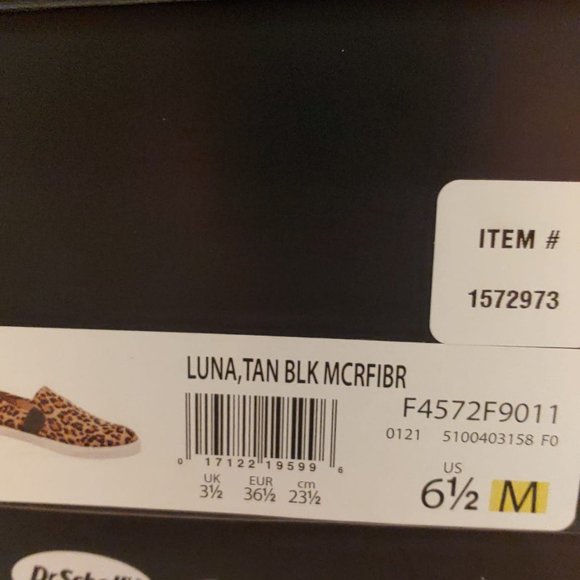 ITEM #
1572973
LUNA,TAN BLK MCRFIBR
F4572F9011
0121 5100403158 F0
0 17122 19599 6
UK EUR cm
3½ 36½ 23½
US
6½ M